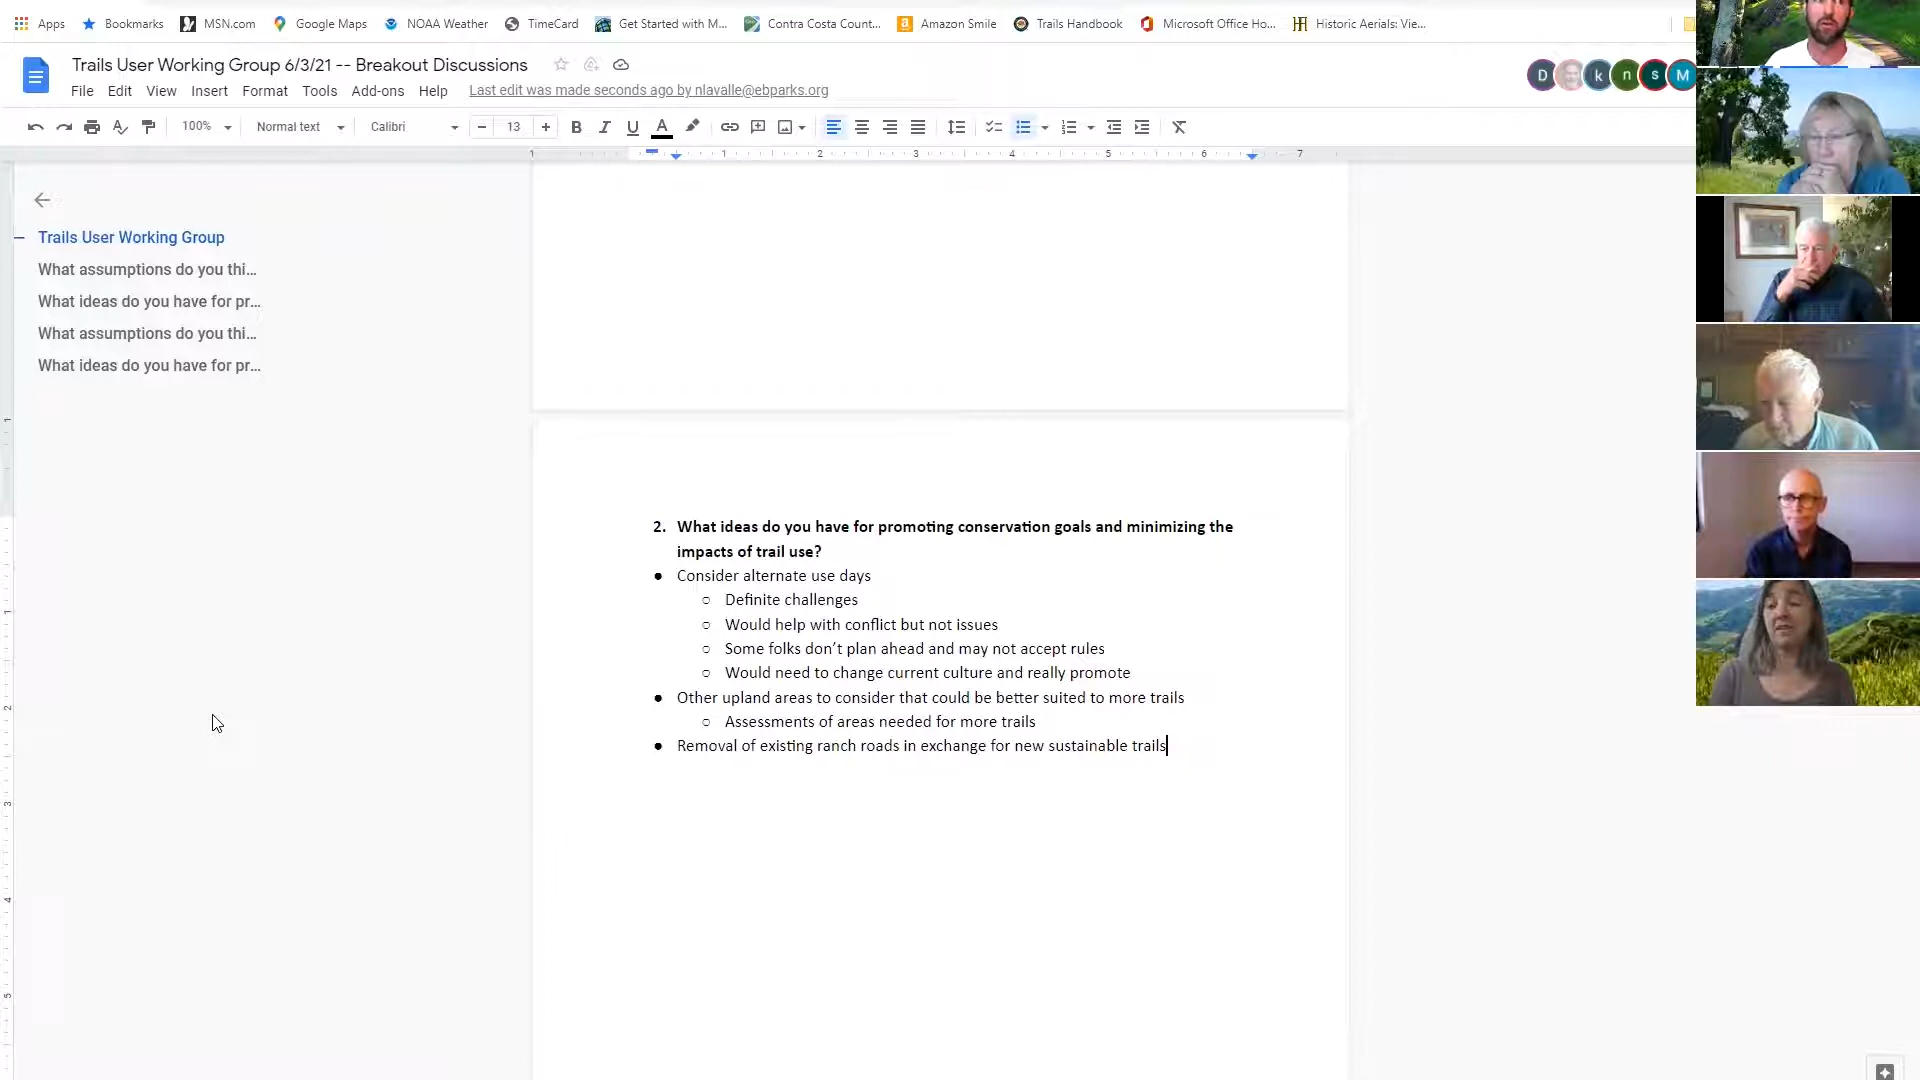 Apps Bookmarks MSN.com Google Maps NOAA Weather TimeCard Get Started with M... Contra Costa Count... Amazon Smile Trails Handbook Microsoft Office Ho... Historic Aerials: Vie...
Trails User Working Group 6/3/21 -- Breakout Discussions
D k n s M
File Edit View Insert Format Tools Add-ons Help Last edit was made seconds ago by nlavalle@ebparks.org
100% Normal text Calibri 13 B I U A
1 1 2 3 4 5 6 7
Trails User Working Group
What assumptions do you thi...
What ideas do you have for pr...
What assumptions do you thi...
What ideas do you have for pr...
2. What ideas do you have for promoting conservation goals and minimizing the
impacts of trail use?
● Consider alternate use days
○ Definite challenges
○ Would help with conflict but not issues
○ Some folks don't plan ahead and may not accept rules
○ Would need to change current culture and really promote
● Other upland areas to consider that could be better suited to more trails
○ Assessments of areas needed for more trails
● Removal of existing ranch roads in exchange for new sustainable trails